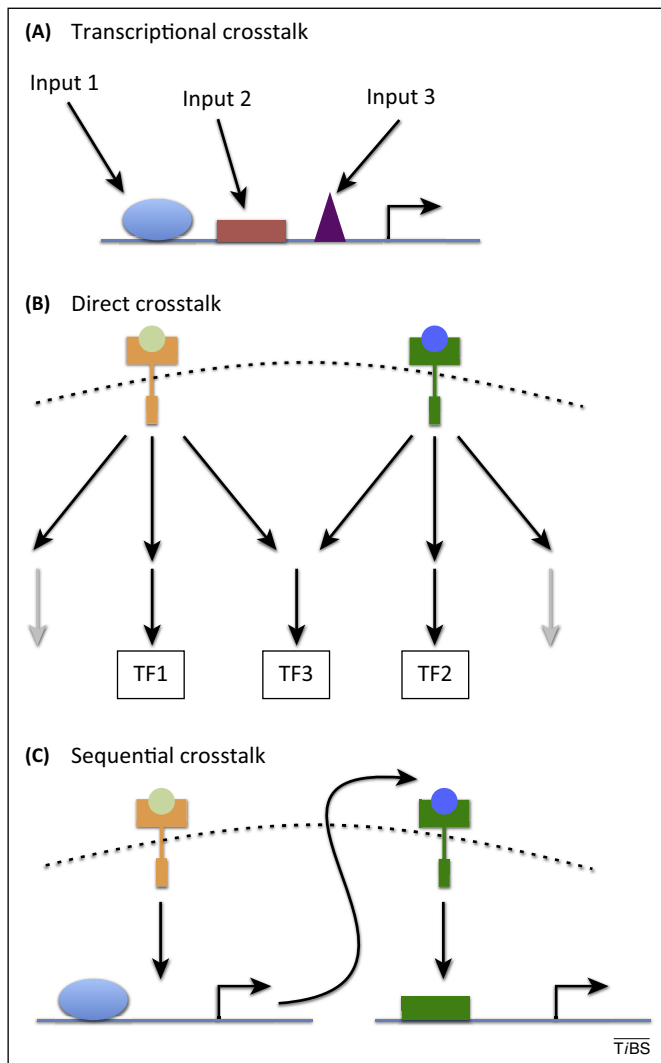 (A) Transcriptional crosstalk
Input 1
Input 2
Input 3
(B) Direct crosstalk
TF1
TF3
TF2
(C) Sequential crosstalk
TiBS